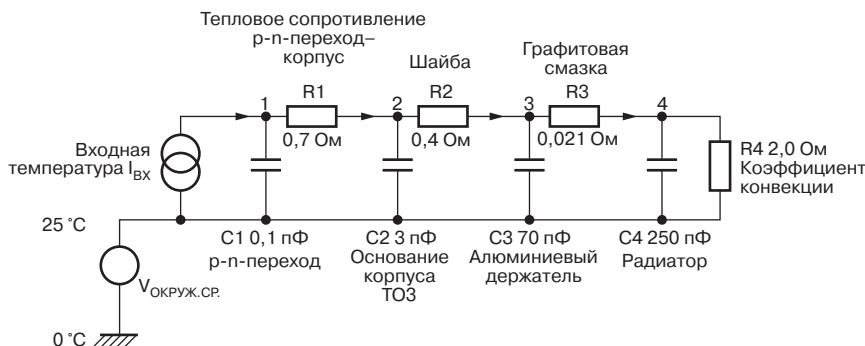 Тепловое сопротивление
p-n-переход–
корпус
Шайба
Графитовая
смазка
1
R1
2
R2
3
R3
4
0,7 Ом
0,4 Ом
0,021 Ом
Входная
температура IВХ
R4 2,0 Ом
Коэффициент
конвекции
25 °C
C1 0,1 пФ
p-n-переход
C2 3 пФ
Основание
корпуса
TO3
C3 70 пФ
Алюминиевый
держатель
C4 250 пФ
Радиатор
VОКРУЖ.СР.
0 °C